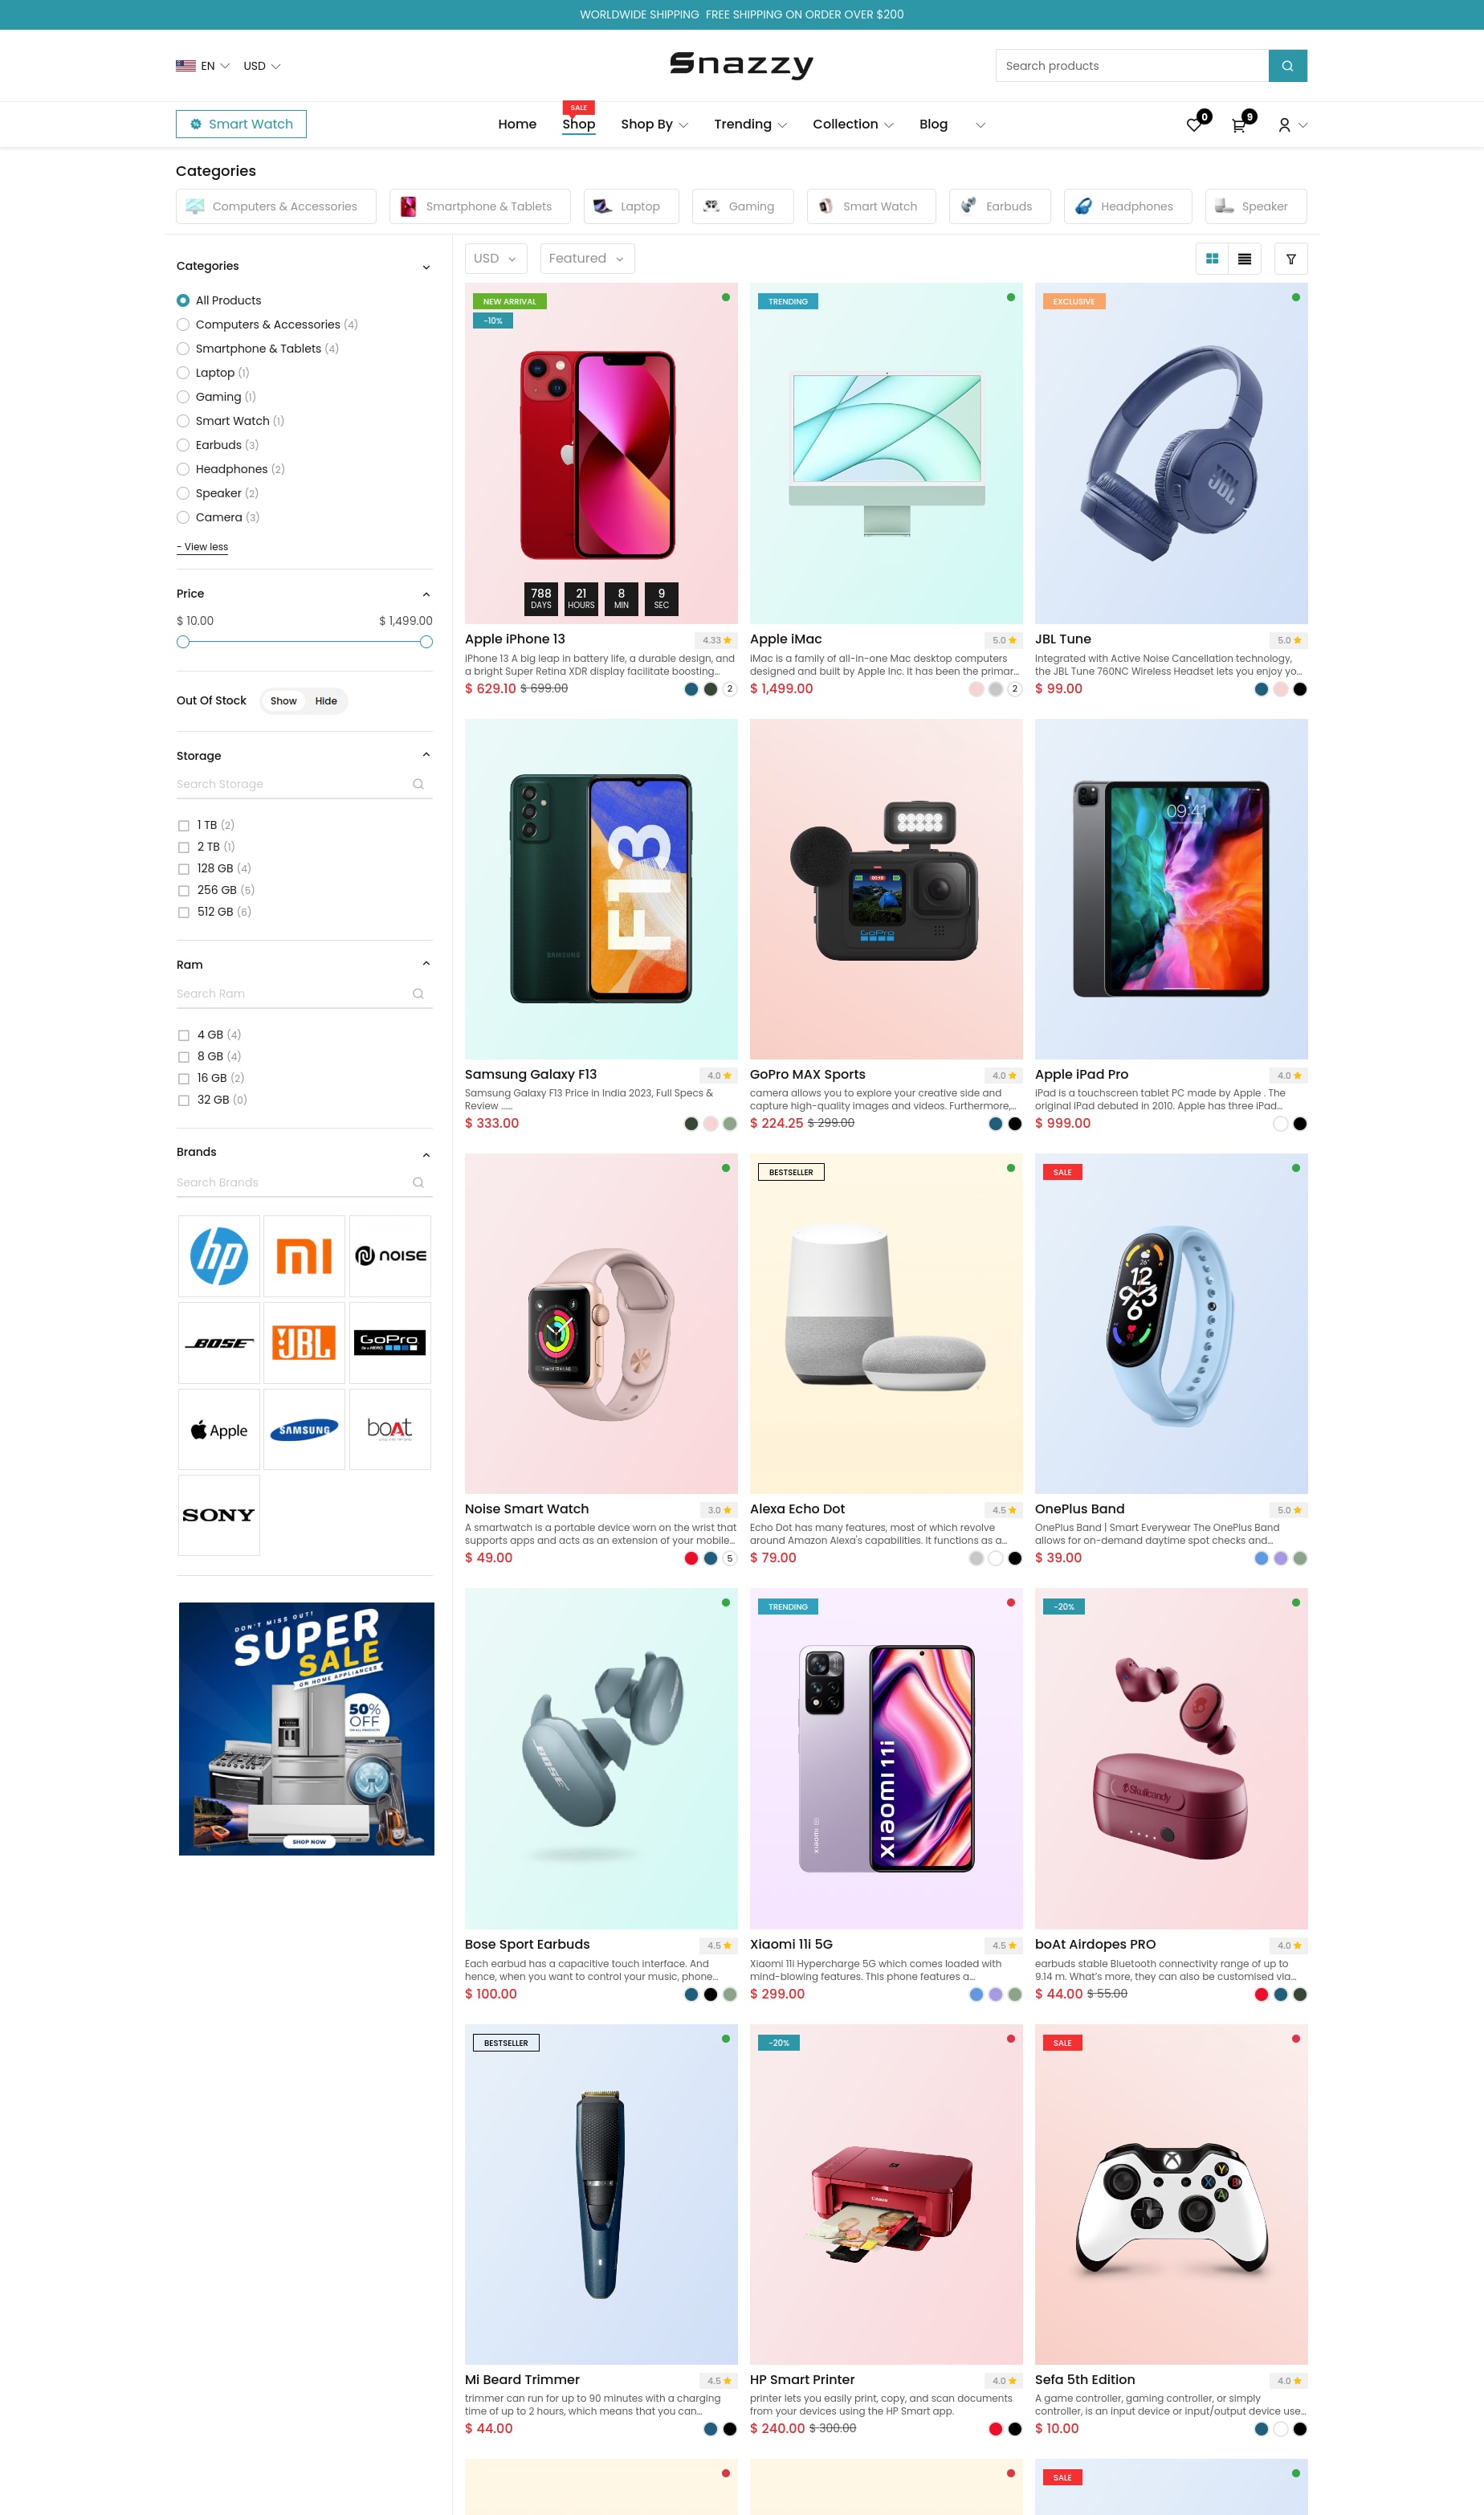 WORLDWIDE SHIPPING FREE SHIPPING ON ORDER OVER $200
EN USD
Snazzy
Search products
Smart Watch
SALE
Home Shop Shop By Trending Collection Blog
0 9
Categories
Computers & Accessories Smartphone & Tablets Laptop Gaming Smart Watch Earbuds Headphones Speaker
Categories
All Products
Computers & Accessories (4)
Smartphone & Tablets (4)
Laptop (1)
Gaming (1)
Smart Watch (1)
Earbuds (3)
Headphones (2)
Speaker (2)
Camera (3)
- View less
Price
$ 10.00 $ 1,499.00
Out Of Stock Show Hide
Storage
Search Storage
1 TB (2)
2 TB (1)
128 GB (4)
256 GB (5)
512 GB (6)
Ram
Search Ram
4 GB (4)
8 GB (4)
16 GB (2)
32 GB (0)
Brands
Search Brands
hp
mi
noise
BOSE
JBL
GoPro
Be a HERO.
Apple
SAMSUNG
boAt
SONY
DON'T MISS OUT!
SUPER
SALE
ON HOME APPLIANCES
50%
OFF
SHOP NOW
USD Featured
NEW ARRIVAL
-10%
788 21 8 9
DAYS HOURS MIN SEC
Apple iPhone 13 4.33
iPhone 13 A big leap in battery life, a durable design, and
a bright Super Retina XDR display facilitate boosting...
$ 629.10 $ 699.00 2
TRENDING
Apple iMac 5.0
iMac is a family of all-in-one Mac desktop computers
designed and built by Apple Inc. It has been the primar...
$ 1,499.00 2
EXCLUSIVE
JBL
JBL Tune 5.0
Integrated with Active Noise Cancellation technology,
the JBL Tune 760NC Wireless Headset lets you enjoy yo...
$ 99.00
SAMSUNG
F13
Samsung Galaxy F13 4.0
Samsung Galaxy F13 Price in India 2023, Full Specs &
Review ......
$ 333.00
GoPro
GoPro MAX Sports 4.0
camera allows you to explore your creative side and
capture high-quality images and videos. Furthermore,...
$ 224.25 $ 299.00
09:41
Apple iPad Pro 4.0
iPad is a touchscreen tablet PC made by Apple . The
original iPad debuted in 2010. Apple has three iPad...
$ 999.00
Noise Smart Watch 3.0
A smartwatch is a portable device worn on the wrist that
supports apps and acts as an extension of your mobile...
$ 49.00 5
BESTSELLER
Alexa Echo Dot 4.5
Echo Dot has many features, most of which revolve
around Amazon Alexa's capabilities. It functions as a...
$ 79.00
SALE
26°
12
9 3
6
OnePlus Band 5.0
OnePlus Band | Smart Everywear The OnePlus Band
allows for on-demand daytime spot checks and...
$ 39.00
BOSE
Bose Sport Earbuds 4.5
Each earbud has a capacitive touch interface. And
hence, when you want to control your music, phone...
$ 100.00
TRENDING
xiaomi
xiaomi 11i
Xiaomi 11i 5G 4.5
Xiaomi 11i Hypercharge 5G which comes loaded with
mind-blowing features. This phone features a...
$ 299.00
-20%
Skullcandy
boAt Airdopes PRO 4.0
earbuds stable Bluetooth connectivity range of up to
9.14 m. What's more, they can also be customised via...
$ 44.00 $ 55.00
BESTSELLER
Mi Beard Trimmer 4.5
trimmer can run for up to 90 minutes with a charging
time of up to 2 hours, which means that you can...
$ 44.00
-20%
Canon
HP Smart Printer 4.0
printer lets you easily print, copy, and scan documents
from your devices using the HP Smart app.
$ 240.00 $ 300.00
SALE
Y
X B
A
Sefa 5th Edition 4.0
A game controller, gaming controller, or simply
controller, is an input device or input/output device use...
$ 10.00
SALE